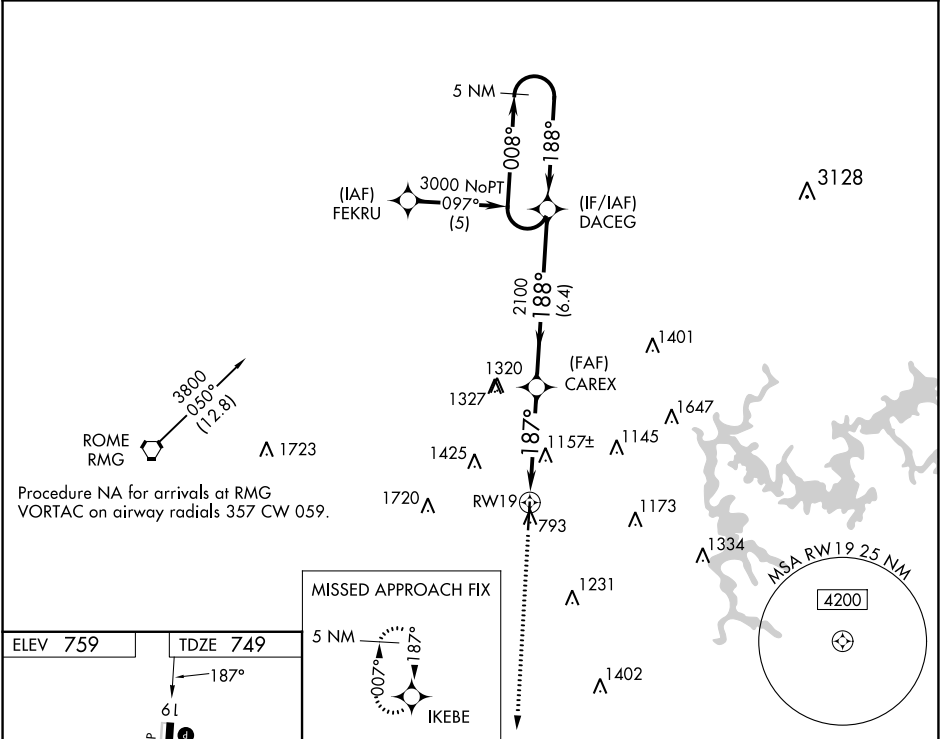 5 NM
008°
188°
3128
(IAF)
FEKRU
3000 NoPT
097°
(5)
(IF/IAF)
DACEG
2100
188°
(6.4)
1401
(FAF)
CAREX
1320
1327
3800
050°
(12.8)
1647
187°
ROME
RMG
1723
1425
1157±
1145
Procedure NA for arrivals at RMG
VORTAC on airway radials 357 CW 059.
1720
RW19
793
1173
1334
MSA RW19 25 NM
4200
1231
MISSED APPROACH FIX
5 NM
187°
007°
IKEBE
1402
ELEV 759
TDZE 749
187°
19
P